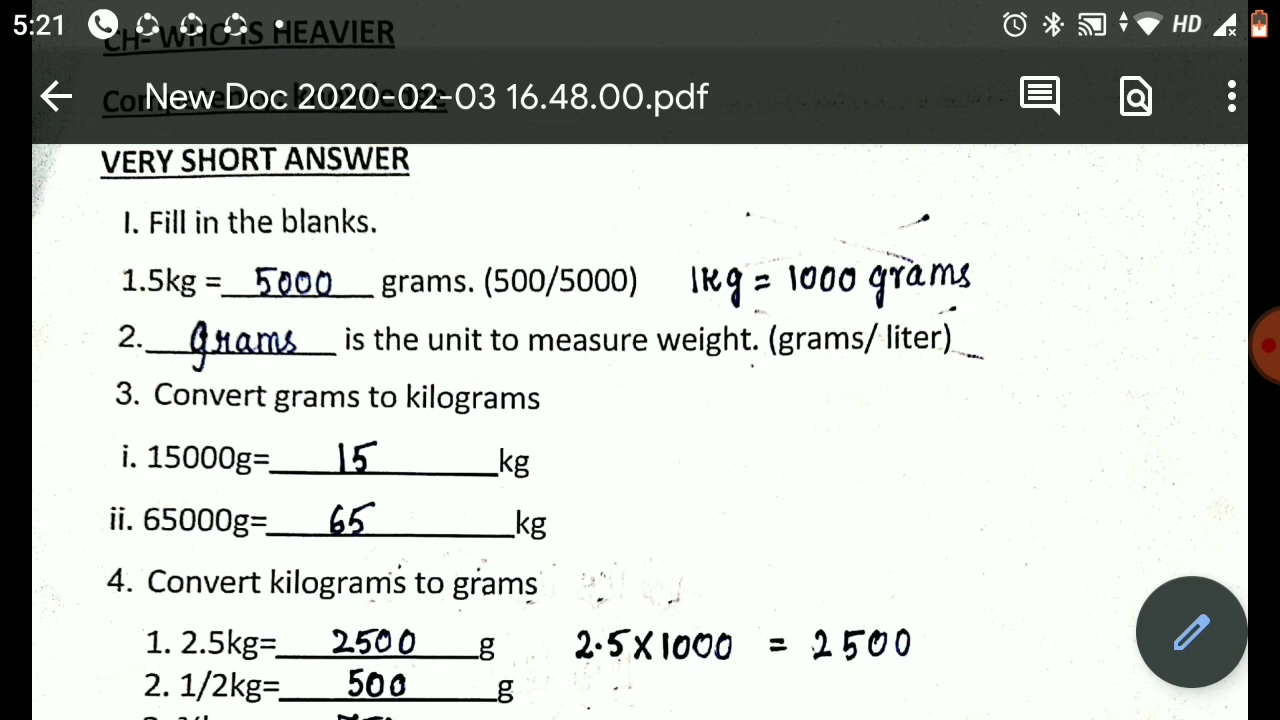 5:21
HD
CH- WHO IS HEAVIER
New Doc 2020-02-03 16.48.00.pdf
VERY SHORT ANSWER
I. Fill in the blanks.
1.5kg = 5000 grams. (500/5000) 1kg = 1000 grams
2. grams is the unit to measure weight. (grams/ liter)
3. Convert grams to kilograms
i. 15000g= 15 kg
ii. 65000g= 65 kg
4. Convert kilograms to grams
1. 2.5kg= 2500 g 2.5X1000 = 2500
2. 1/2kg= 500 g